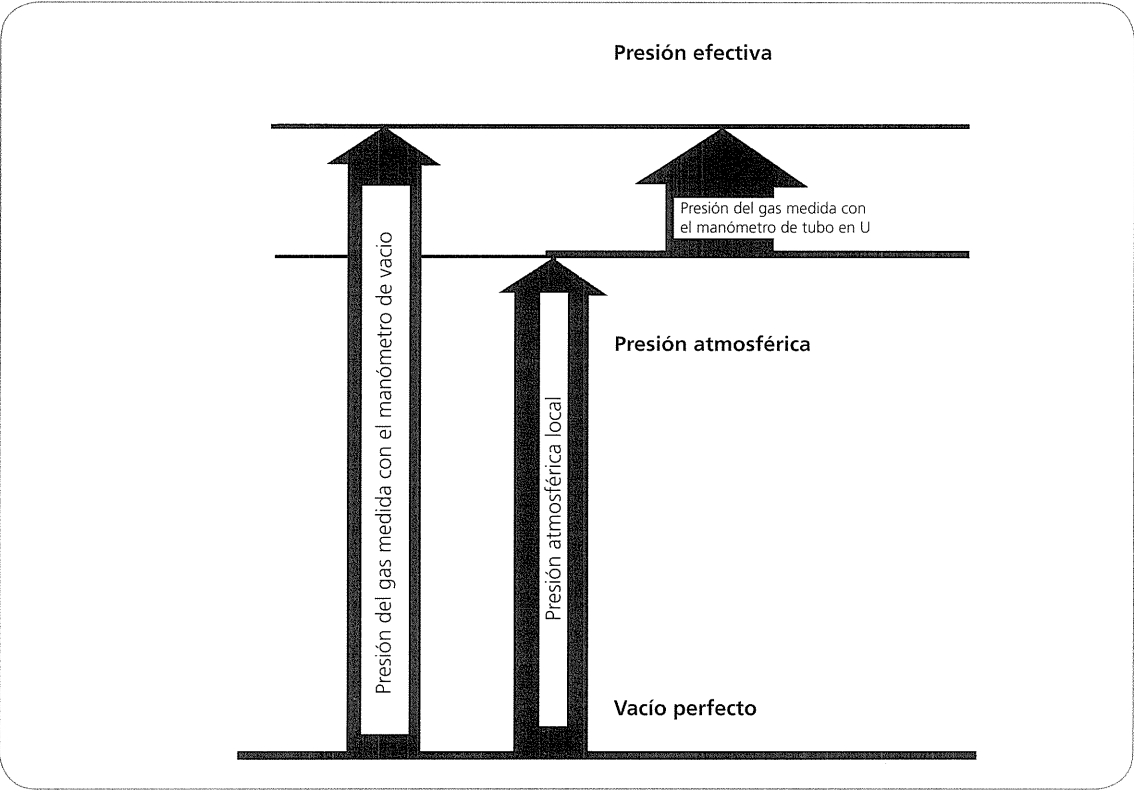 Presión efectiva
Presión del gas medida con
el manómetro de tubo en U
Presión del gas medida con el manómetro de vacio
Presión atmosférica local
Presión atmosférica
Vacío perfecto